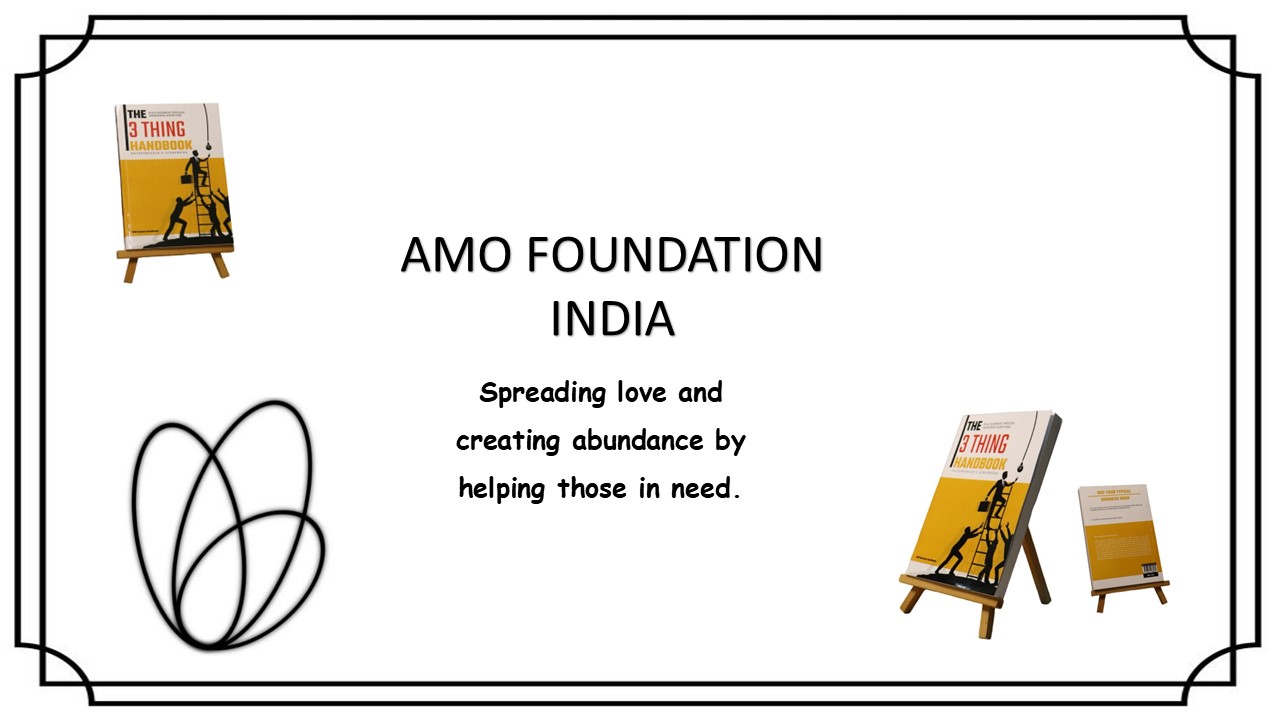 THE
3 THING
HANDBOOK
AMO FOUNDATION
INDIA
Spreading love and
creating abundance by
helping those in need.
THE
3 THING
HANDBOOK
NOT YOUR TYPICAL
BUSINESS BOOK